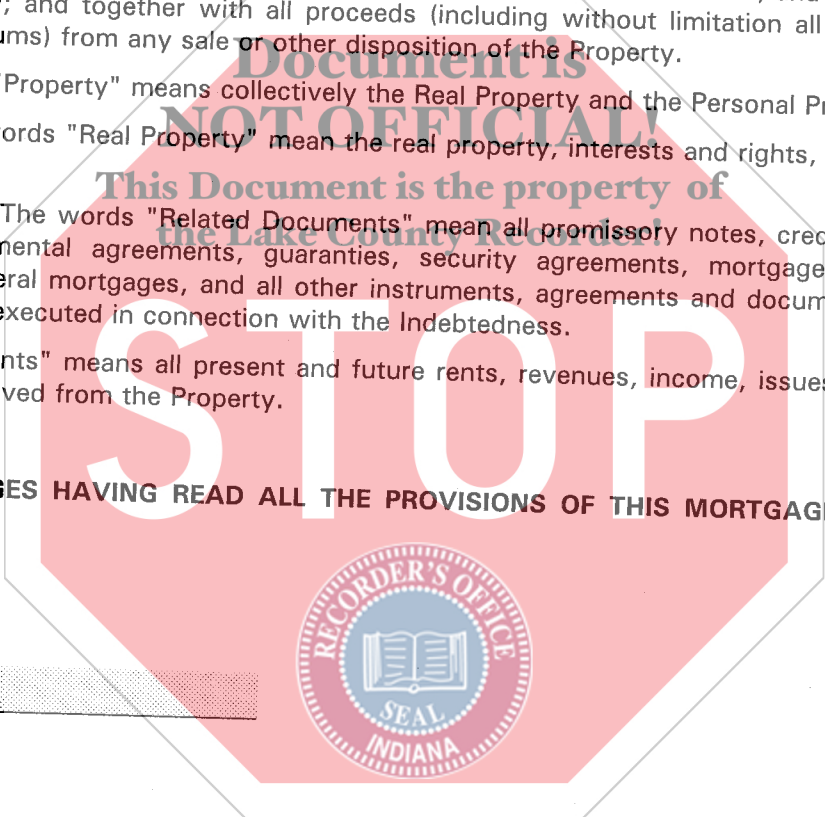 ; and together with all proceeds (including without limitation all
ums) from any sale or other disposition of the Property.
Document is
"Property" means collectively the Real Property and the Personal Pr
NOT OFFICIAL!
ords "Real Property" mean the real property, interests and rights,
This Document is the property of
The words "Related Documents" mean all promissory notes, cred
the Lake County Recorder!
mental agreements, guaranties, security agreements, mortgage
eral mortgages, and all other instruments, agreements and docum
executed in connection with the Indebtedness.
nts" means all present and future rents, revenues, income, issues
ved from the Property.
STOP
GES HAVING READ ALL THE PROVISIONS OF THIS MORTGAG
RECORDER'S OFFICE
SEAL
INDIANA